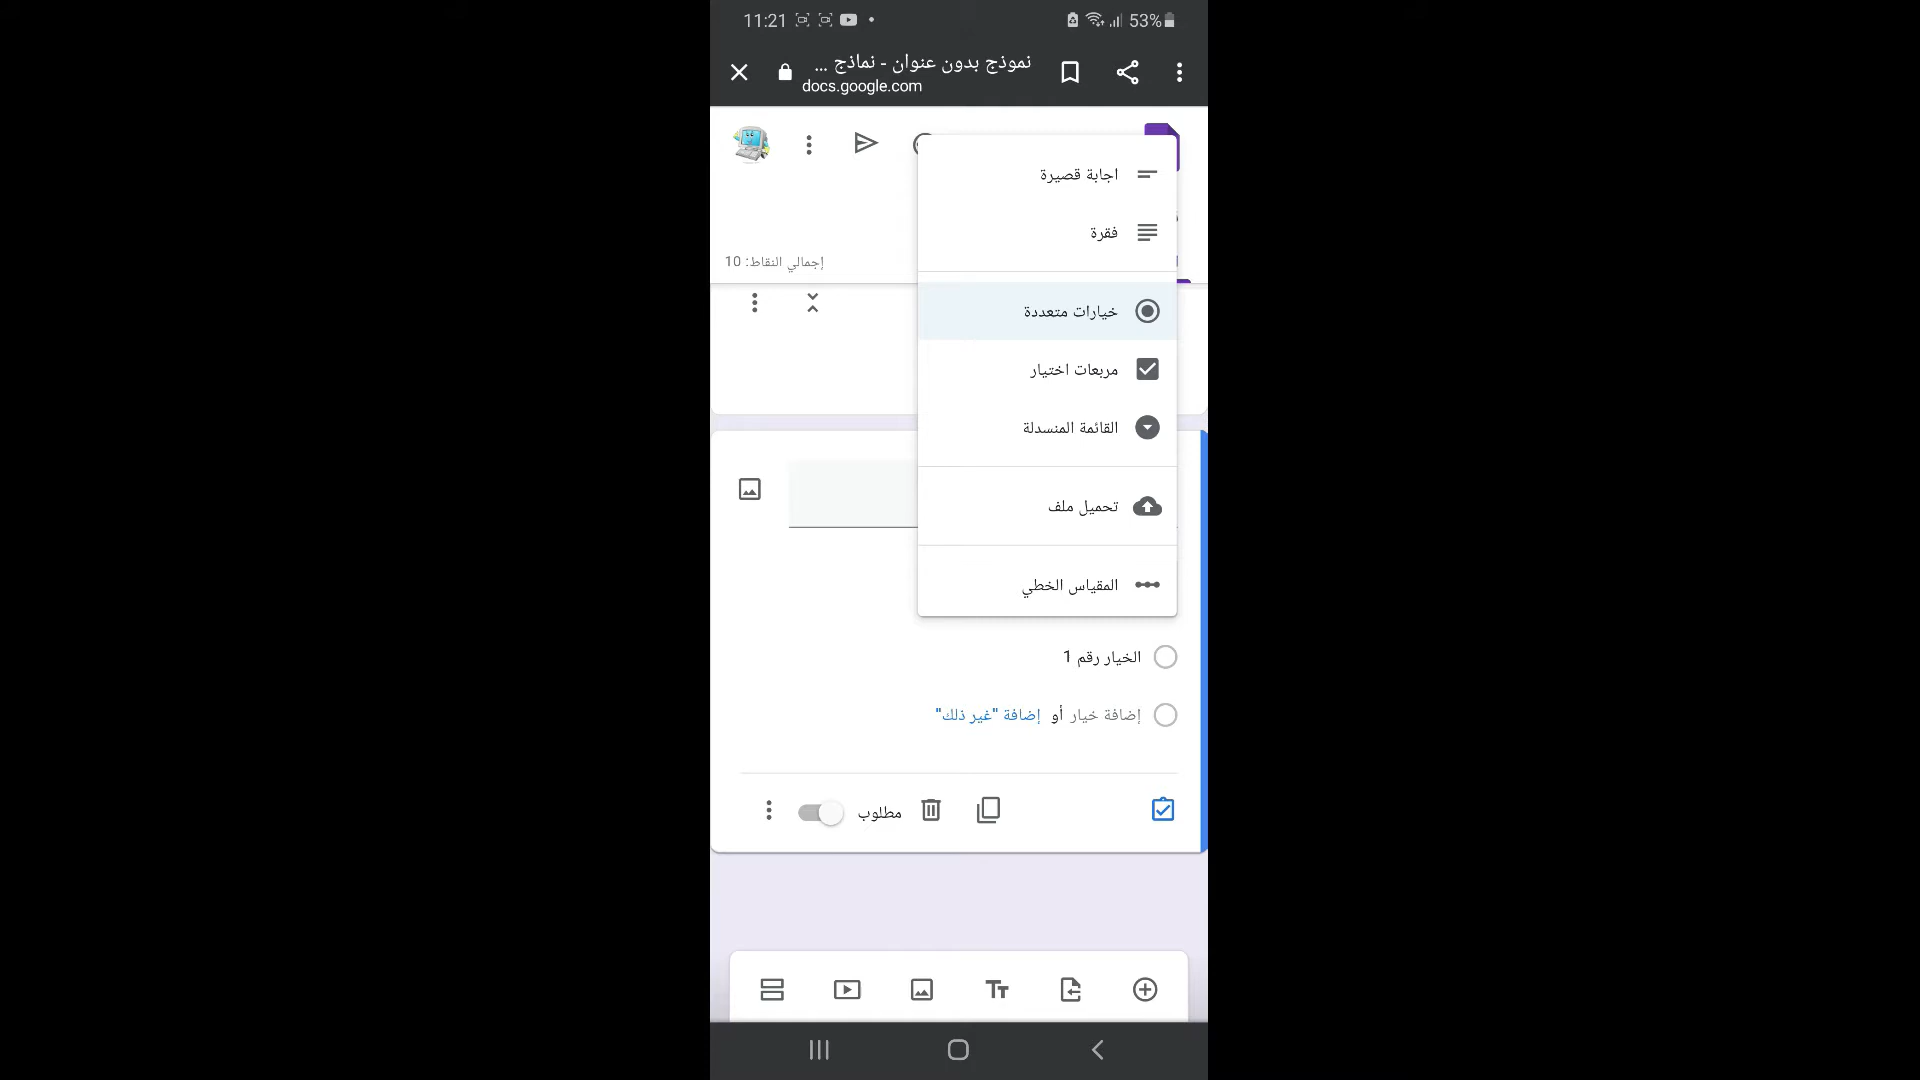 11:21
53%
نموذج بدون عنوان - نماذج ...
docs.google.com
إجمالي النقاط: 10
اجابة قصيرة
فقرة
خيارات متعددة
مربعات اختيار
القائمة المنسدلة
تحميل ملف
المقياس الخطي
الخيار رقم 1
إضافة خيار أو إضافة "غير ذلك"
مطلوب
Tт